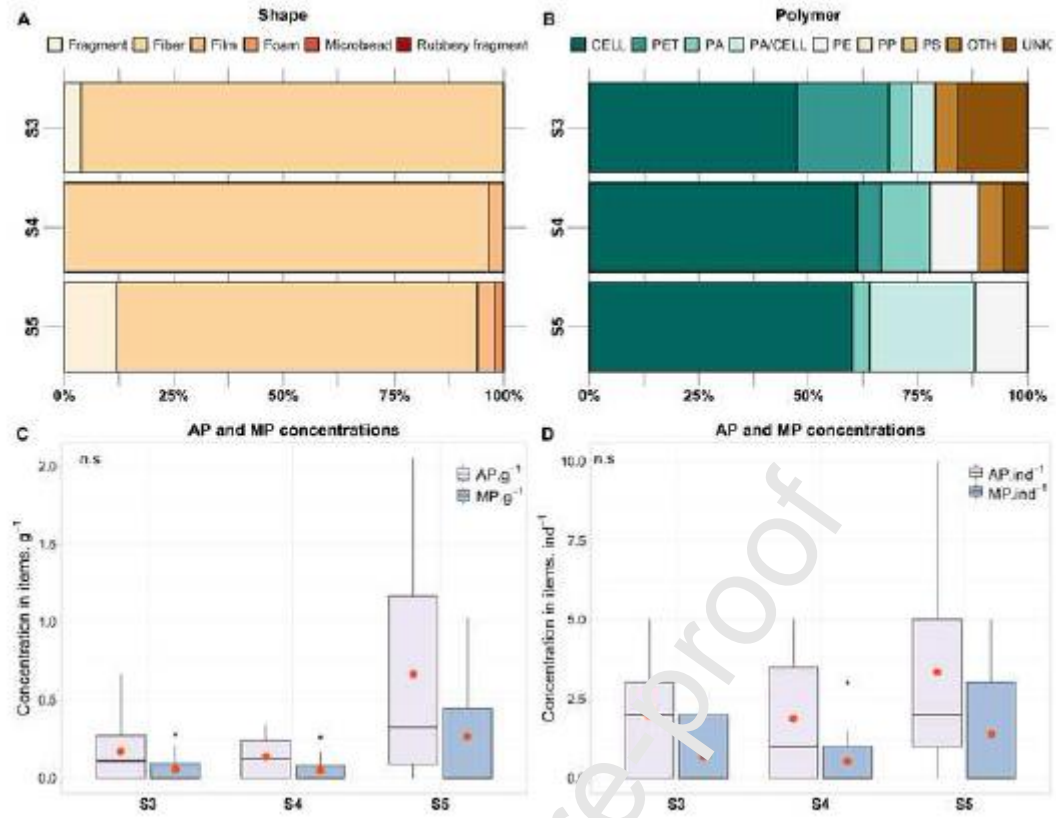 A
Shape
Fragment Fiber Film Foam Microbead Rubbery fragment
S3
S4
S5
0% 25% 50% 75% 100%
B
Polymer
CELL PET PA PA/CELL PE PP PS OTH UNK
0% 25% 50% 75% 100%
C
AP and MP concentrations
n.s
AP.g⁻¹
MP.g⁻¹
Concentration in items. g⁻¹
2.0
1.5
1.0
0.5
0.0
S3 S4 S5
D
AP and MP concentrations
n.s
AP.ind⁻¹
MP.ind⁻¹
Concentration in items. ind⁻¹
10.0
7.5
5.0
2.5
S3 S4 S5
S3
S4
S5